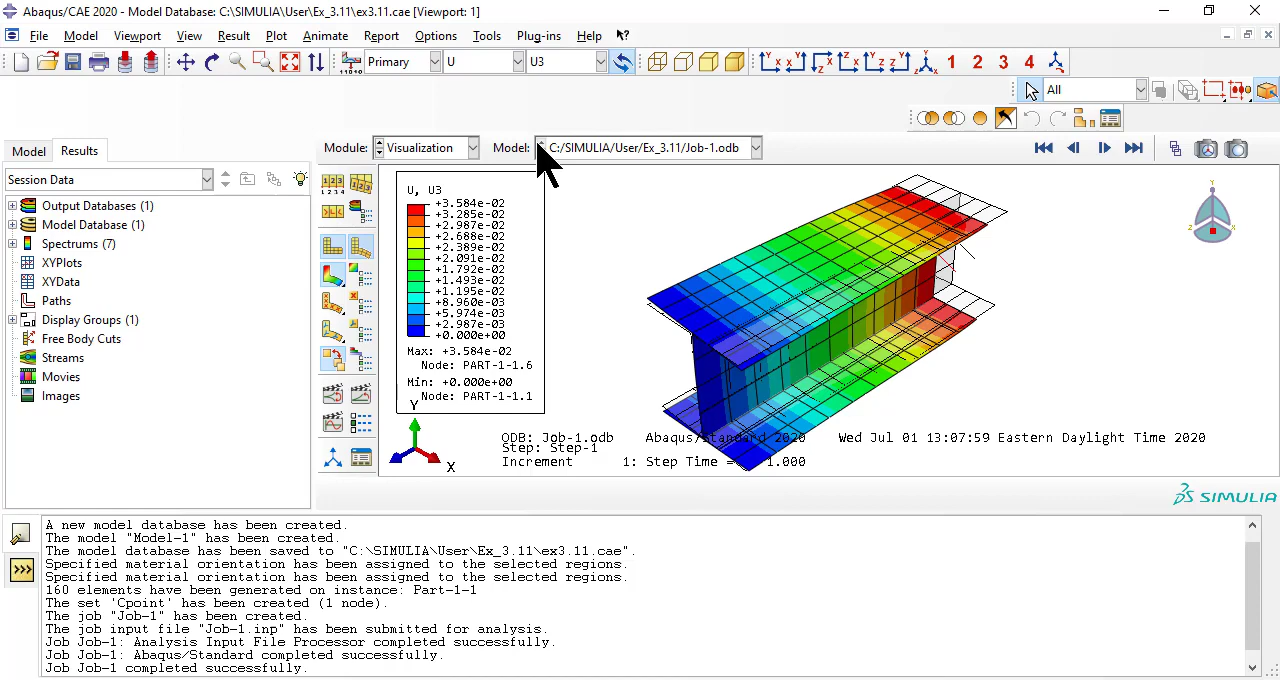 Abaqus/CAE 2020 - Model Database: C:\SIMULIA\User\Ex_3.11\ex3.11.cae [Viewport: 1]
File Model Viewport View Result Plot Animate Report Options Tools Plug-ins Help
Primary U U3 1 2 3 4
All
Model Results
Module: Visualization Model: C:/SIMULIA/User/Ex_3.11/Job-1.odb
Session Data
Output Databases (1)
Model Database (1)
Spectrums (7)
XYPlots
XYData
Paths
Display Groups (1)
Free Body Cuts
Streams
Movies
Images
U, U3
+3.584e-02
+3.285e-02
+2.987e-02
+2.688e-02
+2.389e-02
+2.091e-02
+1.792e-02
+1.493e-02
+1.195e-02
+8.960e-03
+5.974e-03
+2.987e-03
+0.000e+00
Max: +3.584e-02
Node: PART-1-1.6
Min: +0.000e+00
Node: PART-1-1.1
Y
X
Y
Z X
ODB: Job-1.odb Abaqus/Standard 2020 Wed Jul 01 13:07:59 Eastern Daylight Time 2020
Step: Step-1
Increment 1: Step Time = 1.000
SIMULIA
A new model database has been created.
The model "Model-1" has been created.
The model database has been saved to "C:\SIMULIA\User\Ex_3.11\ex3.11.cae".
Specified material orientation has been assigned to the selected regions.
Specified material orientation has been assigned to the selected regions.
160 elements have been generated on instance: Part-1-1
The set 'Cpoint' has been created (1 node).
The job "Job-1" has been created.
The job input file "Job-1.inp" has been submitted for analysis.
Job Job-1: Analysis Input File Processor completed successfully.
Job Job-1: Abaqus/Standard completed successfully.
Job Job-1 completed successfully.